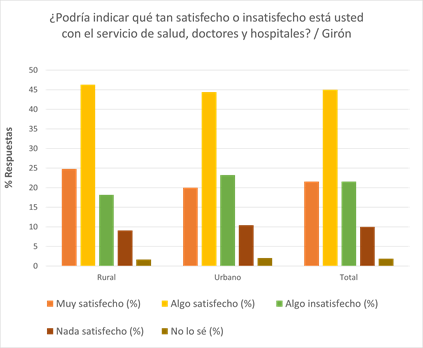 ¿Podría indicar qué tan satisfecho o insatisfecho está usted
con el servicio de salud, doctores y hospitales? / Girón
% Respuestas
50
45
40
35
30
25
20
15
10
5
0
Rural
Urbano
Total
Muy satisfecho (%)
Algo satisfecho (%)
Algo insatisfecho (%)
Nada satisfecho (%)
No lo sé (%)